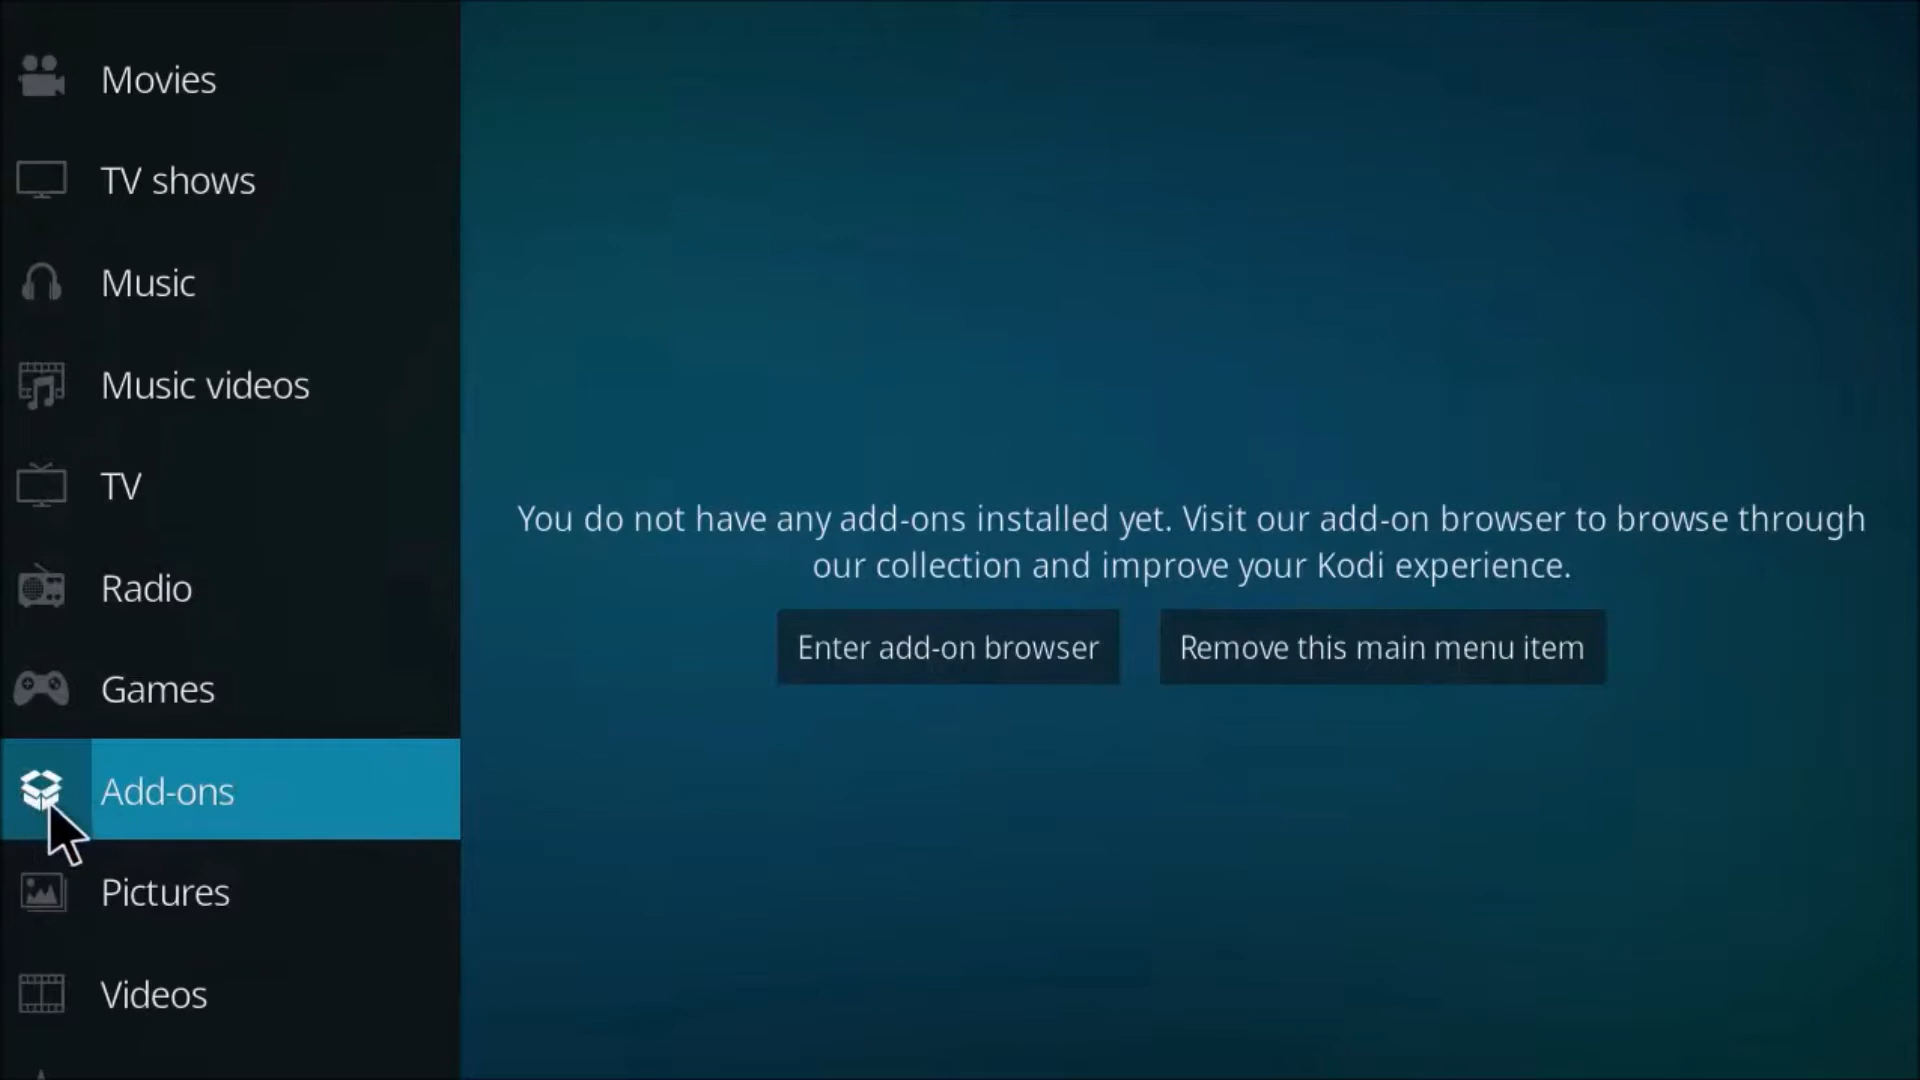 Movies
TV shows
Music
Music videos
TV
Radio
Games
Add-ons
Pictures
Videos
You do not have any add-ons installed yet. Visit our add-on browser to browse through
our collection and improve your Kodi experience.
Enter add-on browser
Remove this main menu item